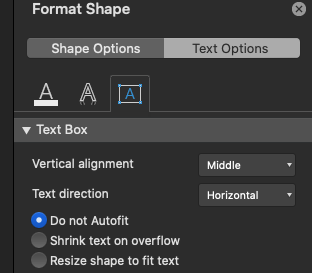 Format Shape
Shape Options Text Options
A A A
Text Box
Vertical alignment Middle
Text direction Horizontal
Do not Autofit
Shrink text on overflow
Resize shape to fit text